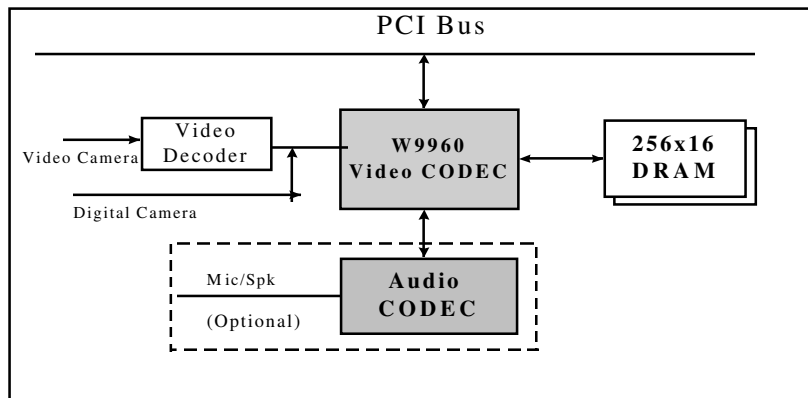 PCI Bus
Video
Decoder
Video Camera
Digital Camera
W9960
Video CODEC
256x16
DRAM
Mic/Spk
(Optional)
Audio
CODEC